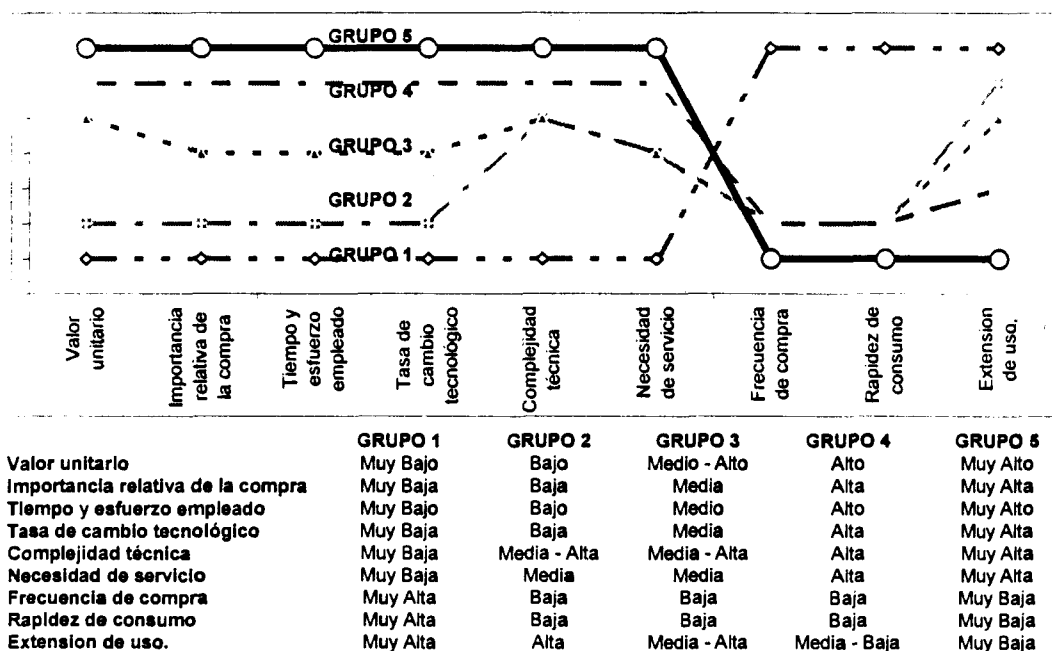 GRUPO 5
GRUPO 4
GRUPO 3
GRUPO 2
GRUPO 1
Valor
unitario
Importancia
relativa de
la compra
Tiempo y
esfuerzo
empleado
Tasa de
cambio
tecnológico
Complejidad
técnica
Necesidad
de servicio
Frecuencia
de compra
Rapidez de
consumo
Extension
de uso.
GRUPO 1 GRUPO 2 GRUPO 3 GRUPO 4 GRUPO 5
Valor unitario Muy Bajo Bajo Medio - Alto Alto Muy Alto
Importancia relativa de la compra Muy Baja Baja Media Alta Muy Alta
Tiempo y esfuerzo empleado Muy Bajo Bajo Medio Alto Muy Alto
Tasa de cambio tecnológico Muy Baja Baja Media Alta Muy Alta
Complejidad técnica Muy Baja Media - Alta Media - Alta Alta Muy Alta
Necesidad de servicio Muy Baja Media Media Alta Muy Alta
Frecuencia de compra Muy Alta Baja Baja Baja Muy Baja
Rapidez de consumo Muy Alta Baja Baja Baja Muy Baja
Extension de uso. Muy Alta Alta Media - Alta Media - Baja Muy Baja